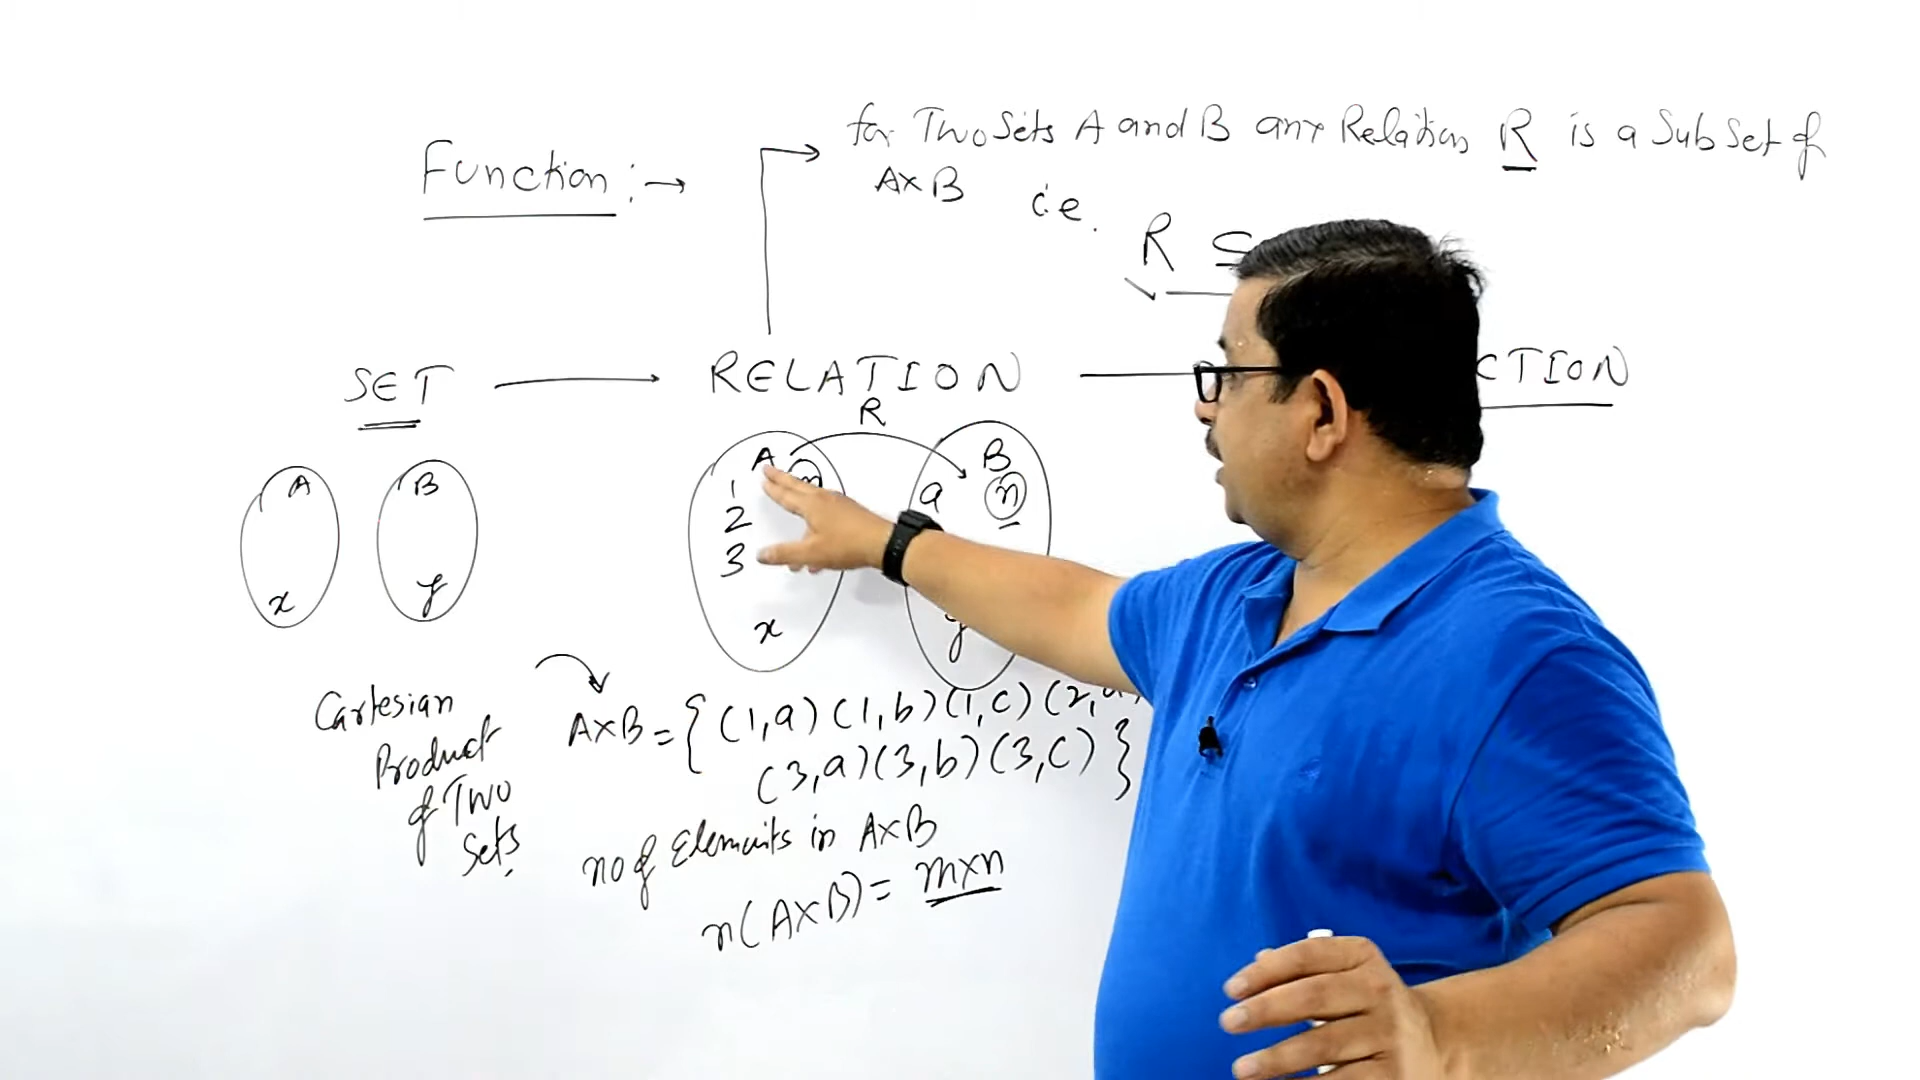 for Two Sets A and B any Relation R is a SubSet of
Function :→
A×B i.e.
R ⊆
SET → RELATION CTION
R
A B
A B
1 m a n
2
3
x y
x y
Cartesian
Product
of Two
Sets
A×B = { (1,a) (1,b) (1,c) (2,a)
(3,a) (3,b) (3,c) }
no of Elements in A×B
n(A×B) = m×n